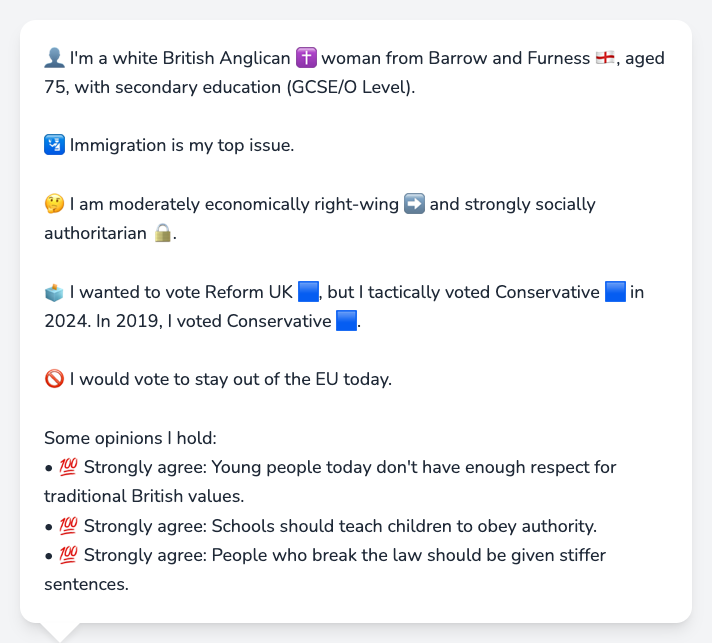 👤 I'm a white British Anglican ✝️ woman from Barrow and Furness 🏴󠁧󠁢󠁥󠁮󠁧󠁿, aged
75, with secondary education (GCSE/O Level).
🛂 Immigration is my top issue.
🤔 I am moderately economically right-wing ➡️ and strongly socially
authoritarian 🔒.
🗳️ I wanted to vote Reform UK 🟦, but I tactically voted Conservative 🟦 in
2024. In 2019, I voted Conservative 🟦.
🚫 I would vote to stay out of the EU today.
Some opinions I hold:
• 💯 Strongly agree: Young people today don't have enough respect for
traditional British values.
• 💯 Strongly agree: Schools should teach children to obey authority.
• 💯 Strongly agree: People who break the law should be given stiffer
sentences.